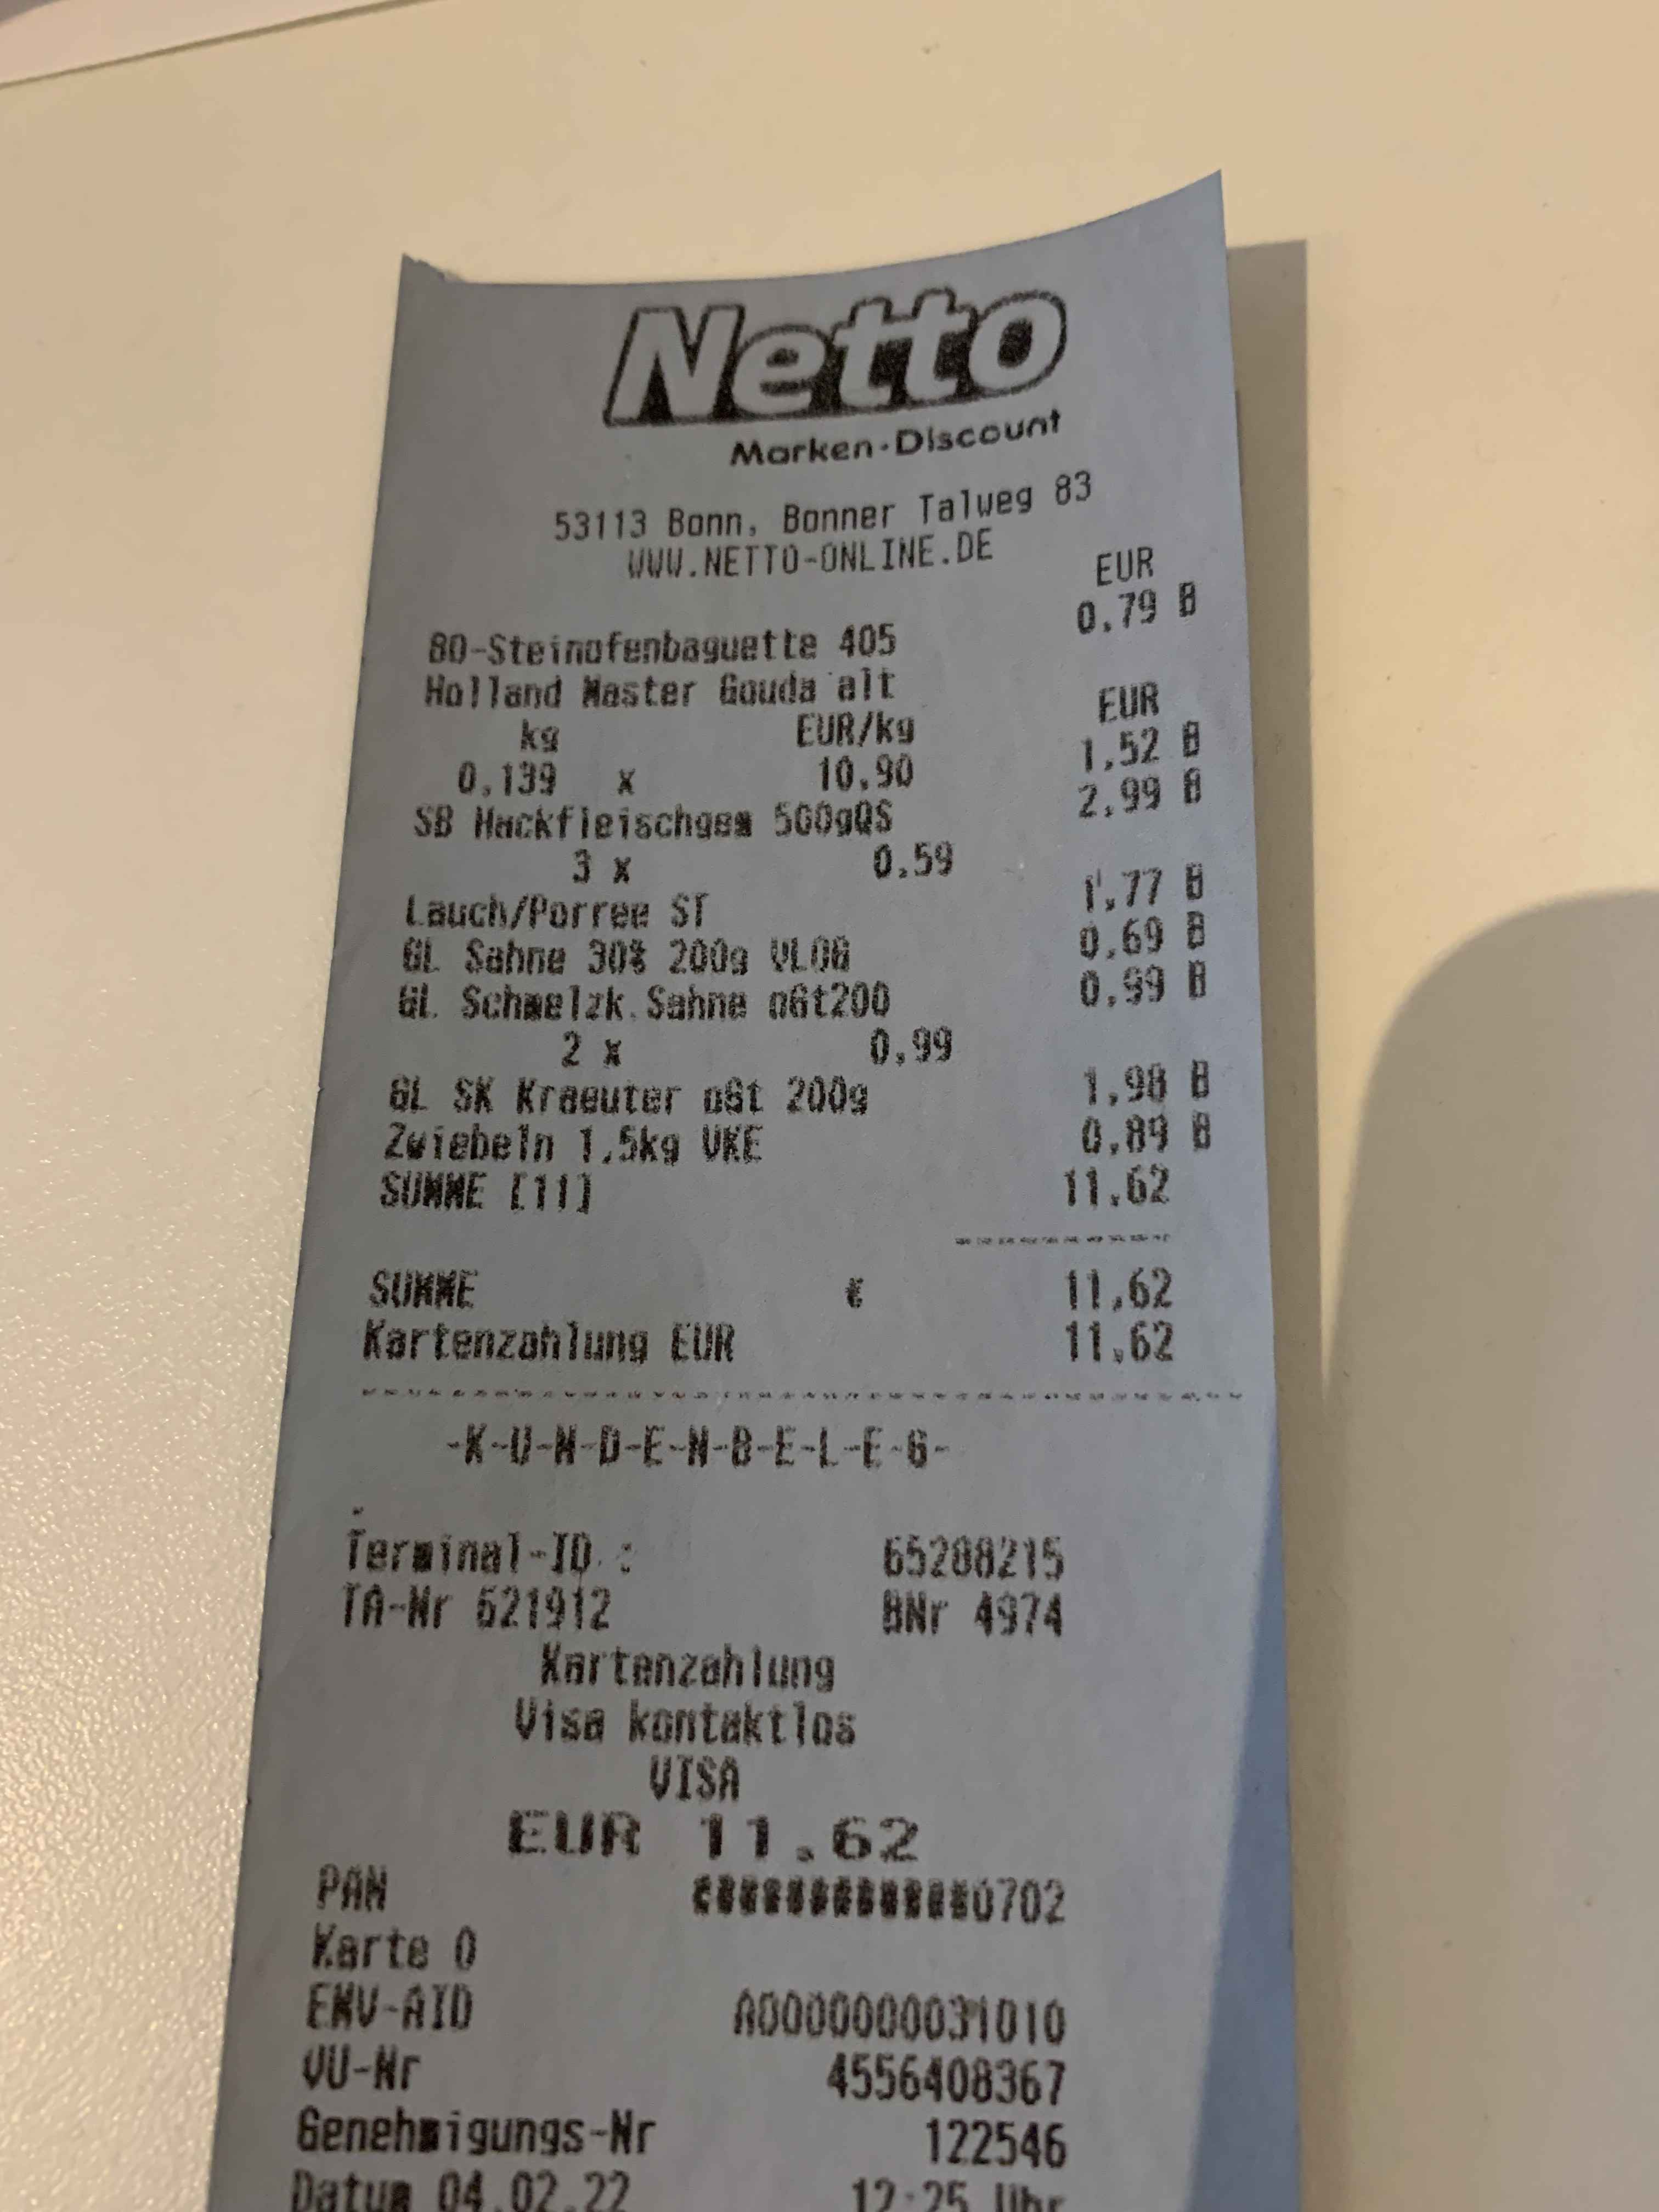 Netto
Marken-Discount
53113 Bonn, Bonner Talweg 83
WWW.NETTO-ONLINE.DE
EUR
BO-Steinofenbaguette 405 0,79 B
Holland Master Gouda alt
kg EUR/kg EUR
0,139 x 10,90 1,52 B
SB Hackfleischgem 500gQS 2,99 B
3 x 0,59
Lauch/Porree ST 1,77 B
GL Sahne 30% 200g VLOG 0,69 B
GL Schmelzk.Sahne oGt200 0,99 B
2 x 0,99
GL SK Kraeuter oGt 200g 1,98 B
Zwiebeln 1,5kg VKE 0,89 B
SUMME [11] 11,62
SUMME € 11,62
Kartenzahlung EUR 11,62
-K-U-N-D-E-N-B-E-L-E-G-
Terminal-ID : 65288215
TA-Nr 621912 BNr 4974
Kartenzahlung
Visa kontaktlos
VISA
EUR 11.62
PAN ############0702
Karte 0
EMV-AID A0000000031010
VU-Nr 4556408367
Genehmigungs-Nr 122546
Datum 04.02.22 12:25 Uhr